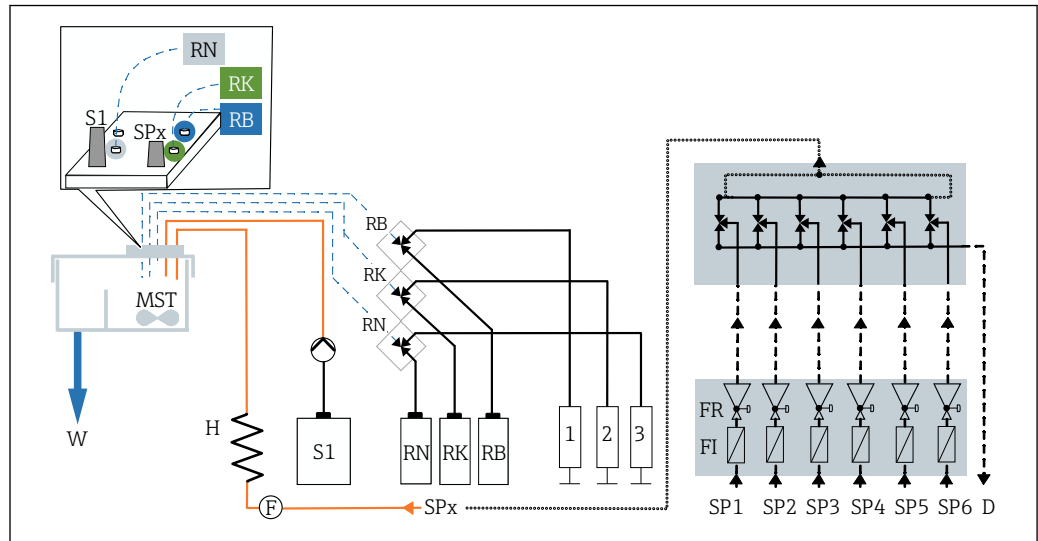 RN
RK
S1
RB
SPx
RB
RK
MST
RN
FR
W
H
S1
RN
RK
RB
1
2
3
FI
F
SPx
SP1 SP2 SP3 SP4 SP5 SP6 D